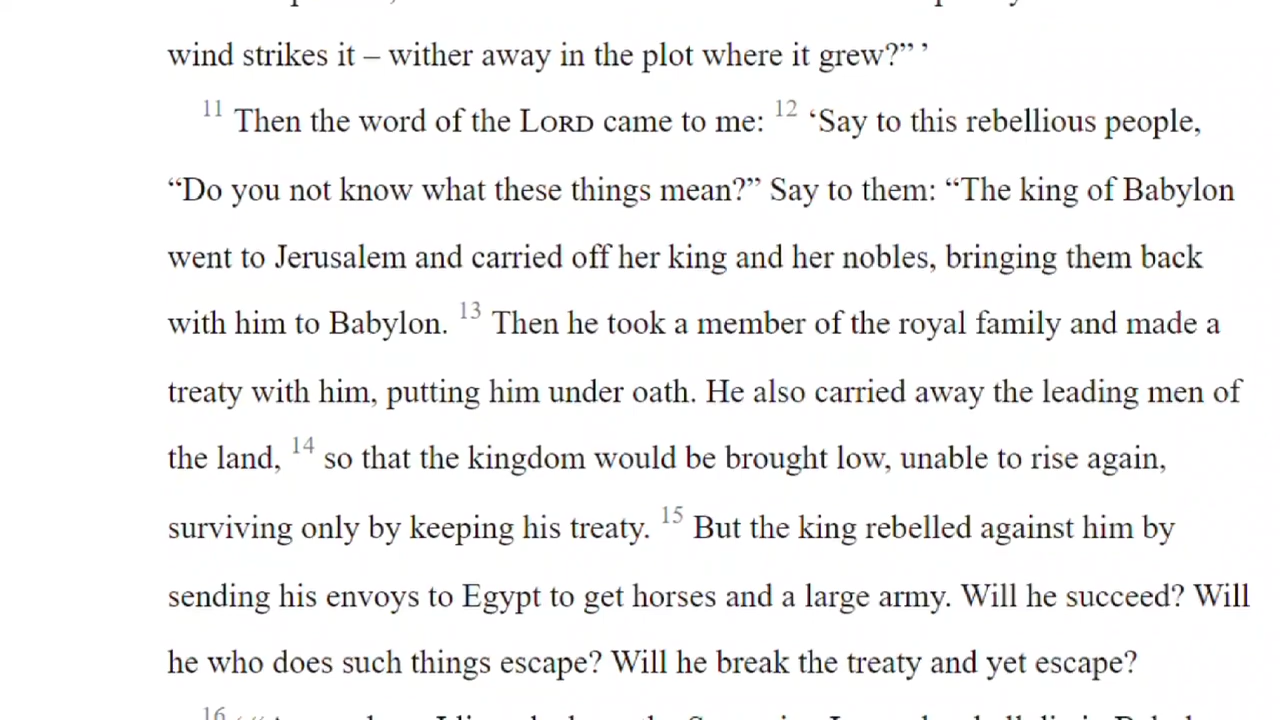 wind strikes it – wither away in the plot where it grew?” ’
11 Then the word of the LORD came to me: 12 ‘Say to this rebellious people,
“Do you not know what these things mean?” Say to them: “The king of Babylon
went to Jerusalem and carried off her king and her nobles, bringing them back
with him to Babylon. 13 Then he took a member of the royal family and made a
treaty with him, putting him under oath. He also carried away the leading men of
the land, 14 so that the kingdom would be brought low, unable to rise again,
surviving only by keeping his treaty. 15 But the king rebelled against him by
sending his envoys to Egypt to get horses and a large army. Will he succeed? Will
he who does such things escape? Will he break the treaty and yet escape?
16